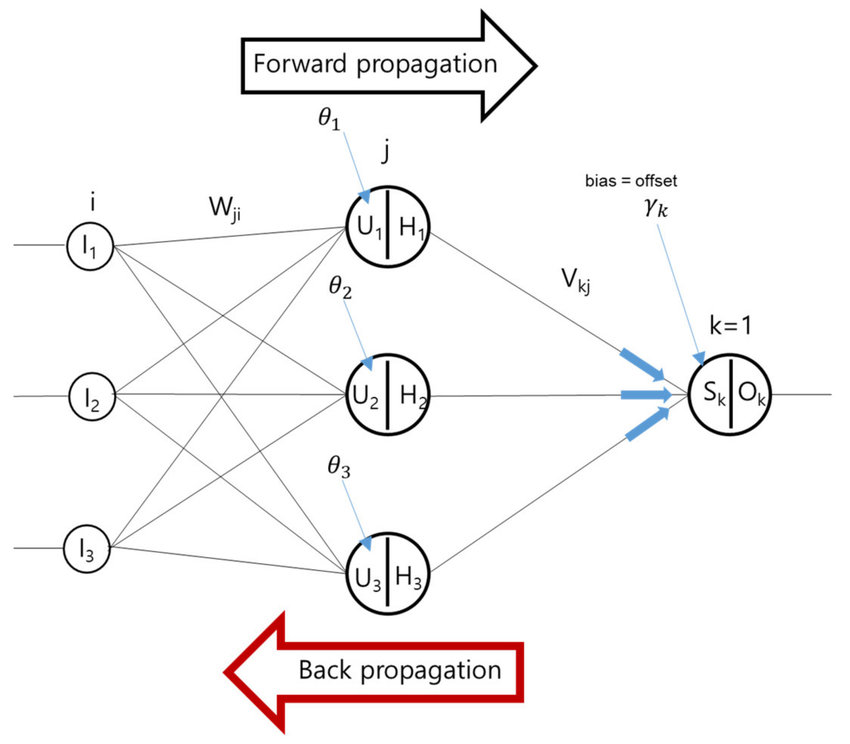 Forward propagation
θ₁
j
bias = offset
γₖ
i
Wⱼᵢ
I₁
U₁
H₁
θ₂
Vₖⱼ
k=1
I₂
U₂
H₂
Sₖ
Oₖ
θ₃
I₃
U₃
H₃
Back propagation